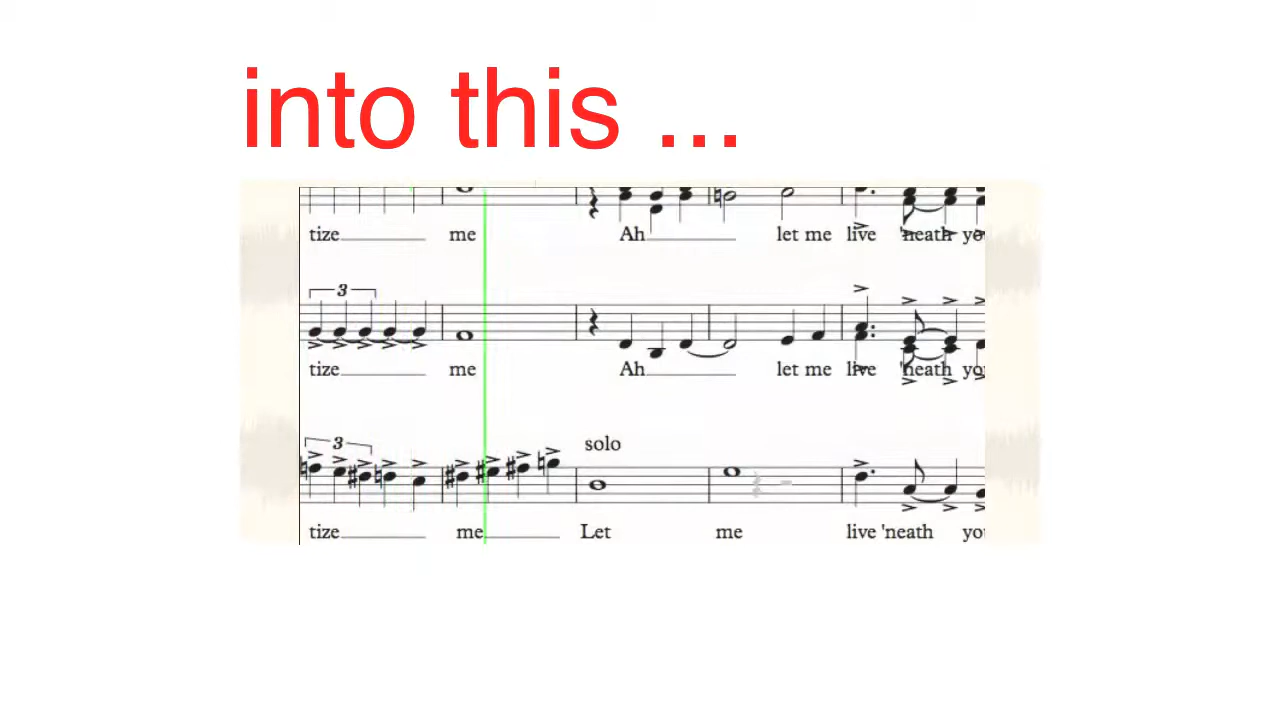 into this ...
tize me Ah let me live 'neath
3
tize me Ah let me live 'neath
3
solo
tize me Let me live 'neath